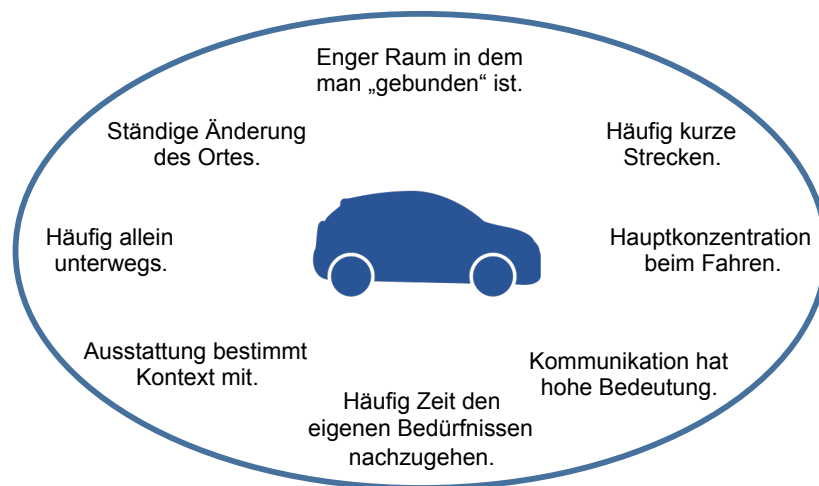 Enger Raum in dem
man „gebunden“ ist.
Ständige Änderung
des Ortes.
Häufig kurze
Strecken.
Häufig allein
unterwegs.
Hauptkonzentration
beim Fahren.
Ausstattung bestimmt
Kontext mit.
Kommunikation hat
hohe Bedeutung.
Häufig Zeit den
eigenen Bedürfnissen
nachzugehen.